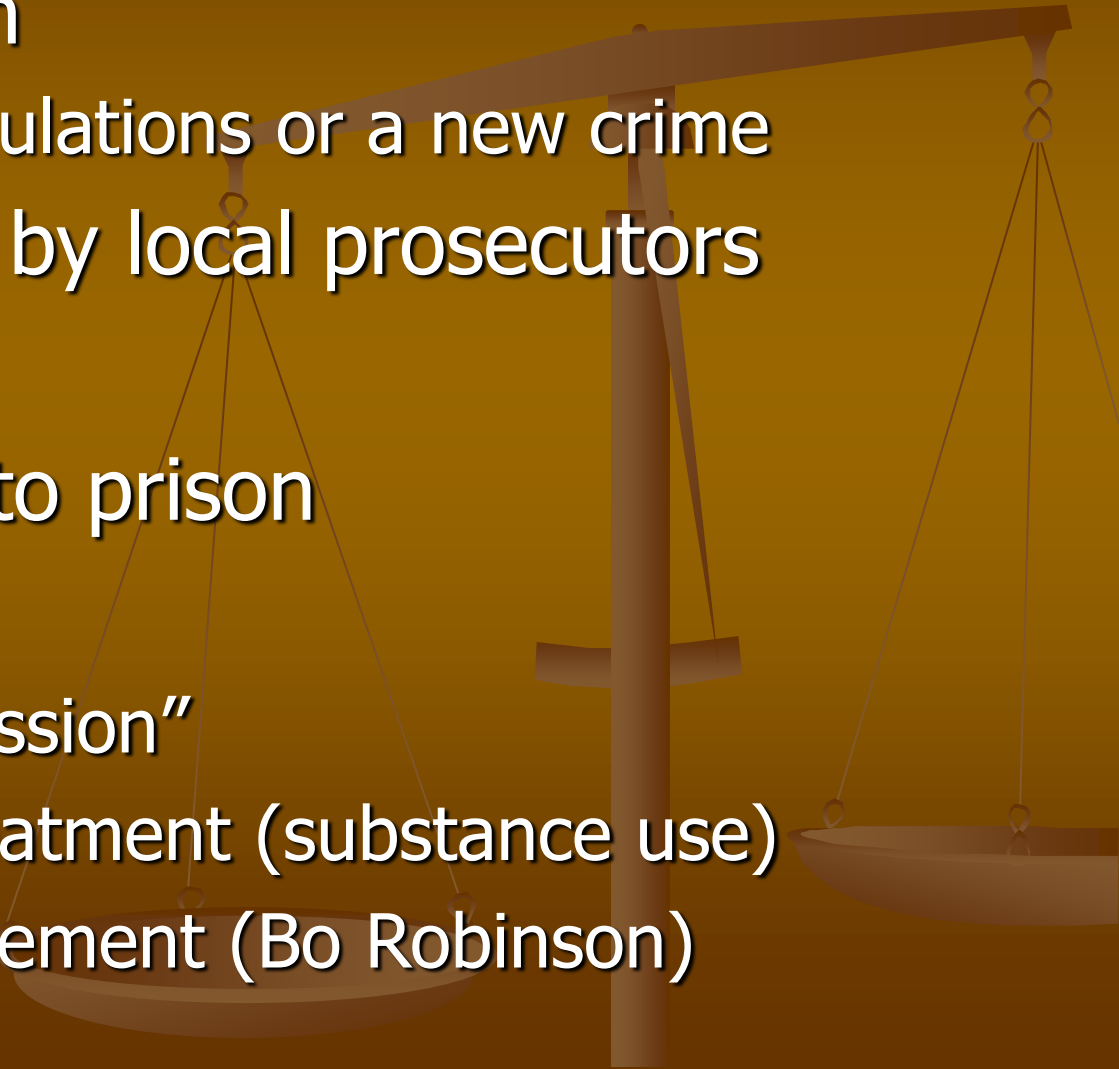 ulations or a new crime
by local prosecutors
to prison
ssion”
atment (substance use)
ement (Bo Robinson)